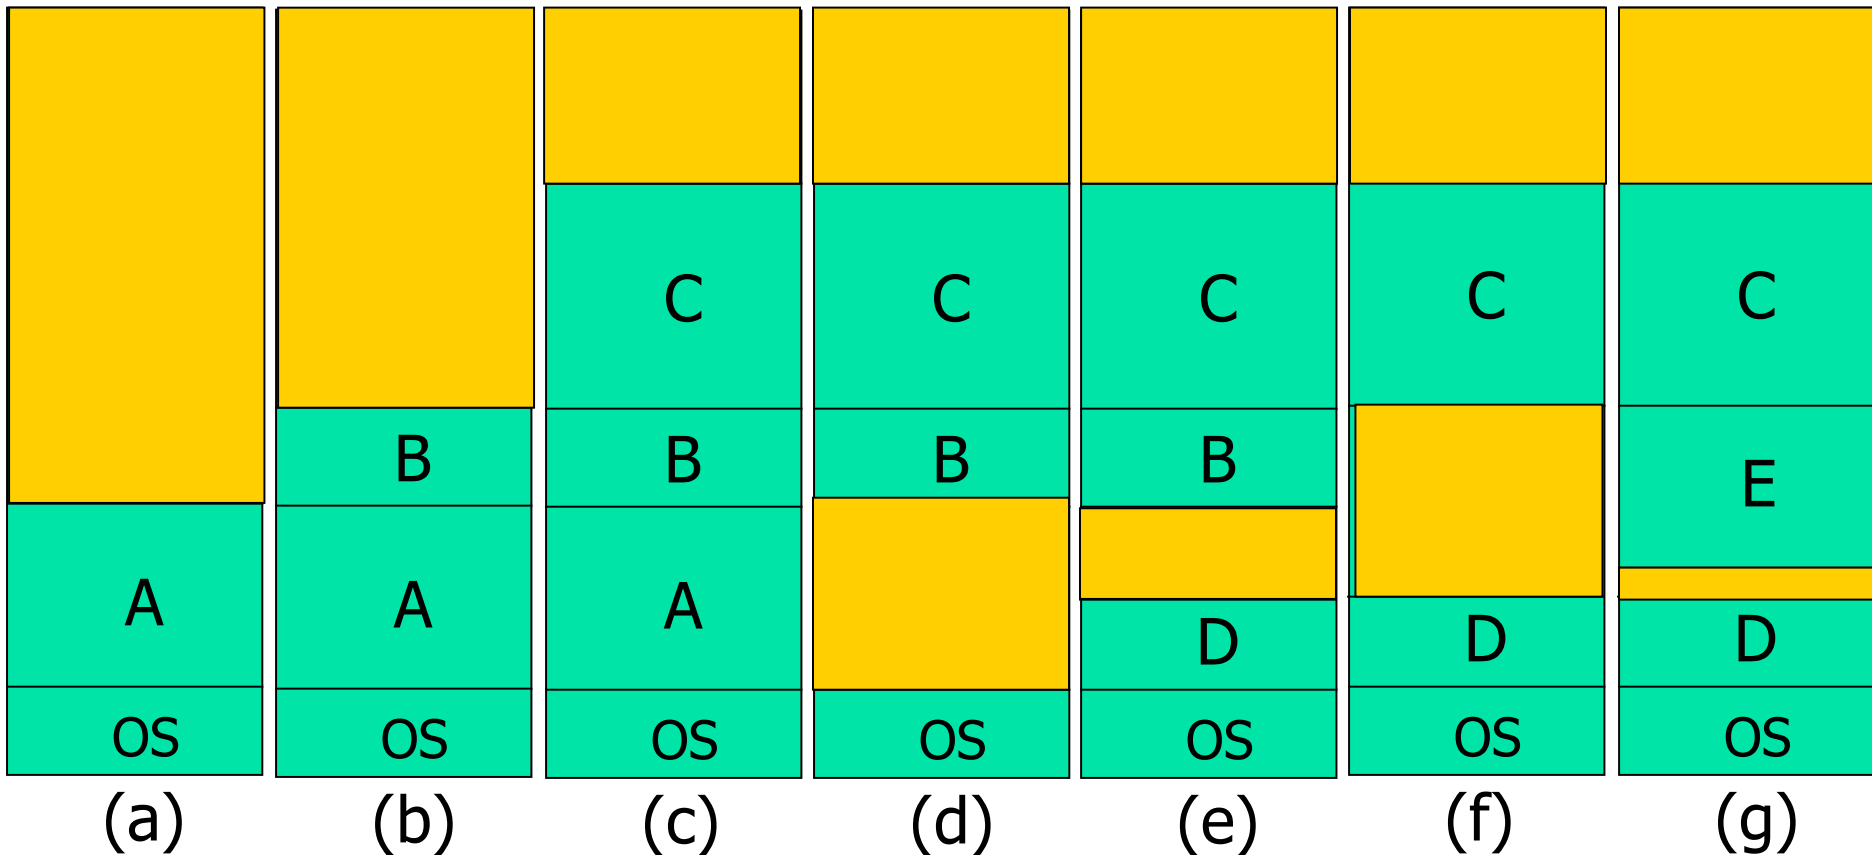 C C C C C
B B B B E
A A A D D D
OS OS OS OS OS OS OS
(a) (b) (c) (d) (e) (f) (g)